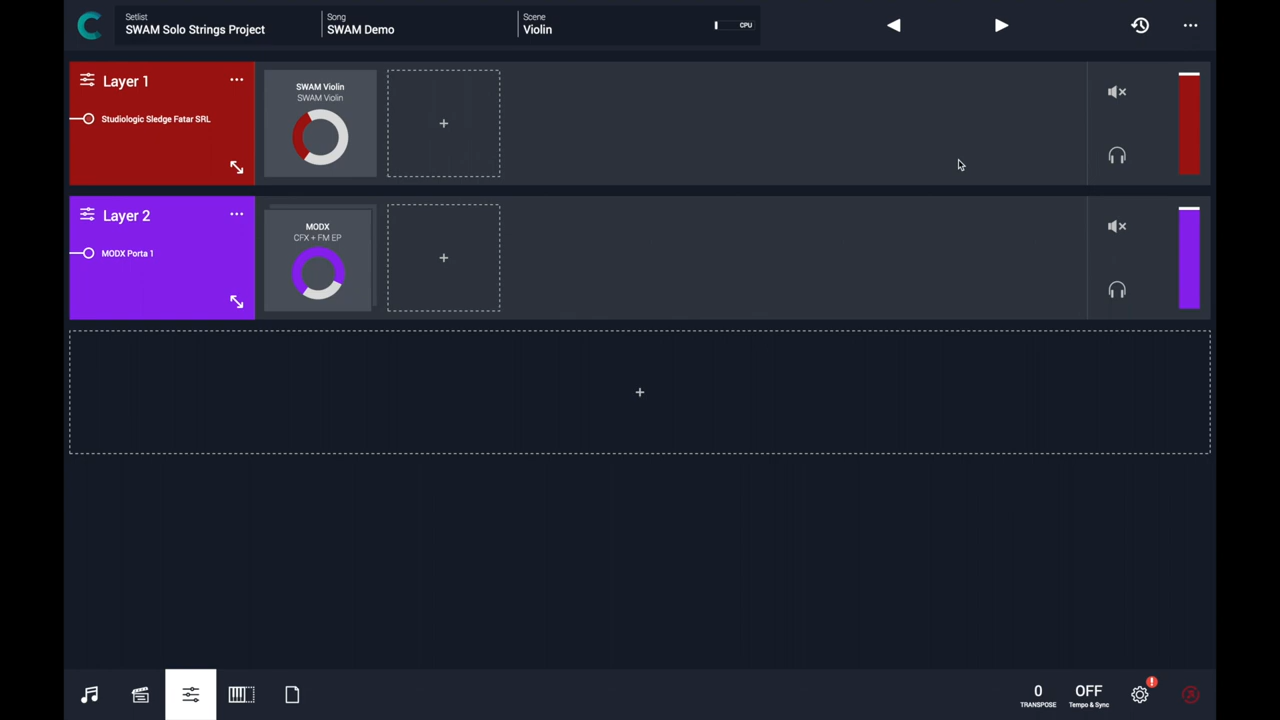 Setlist
SWAM Solo Strings Project
Song
SWAM Demo
Scene
Violin
CPU
Layer 1
Studiologic Sledge Fatar SRL
SWAM Violin
SWAM Violin
Layer 2
MODX Porta 1
MODX
CFX + FM EP
0
TRANSPOSE
OFF
Tempo & Sync